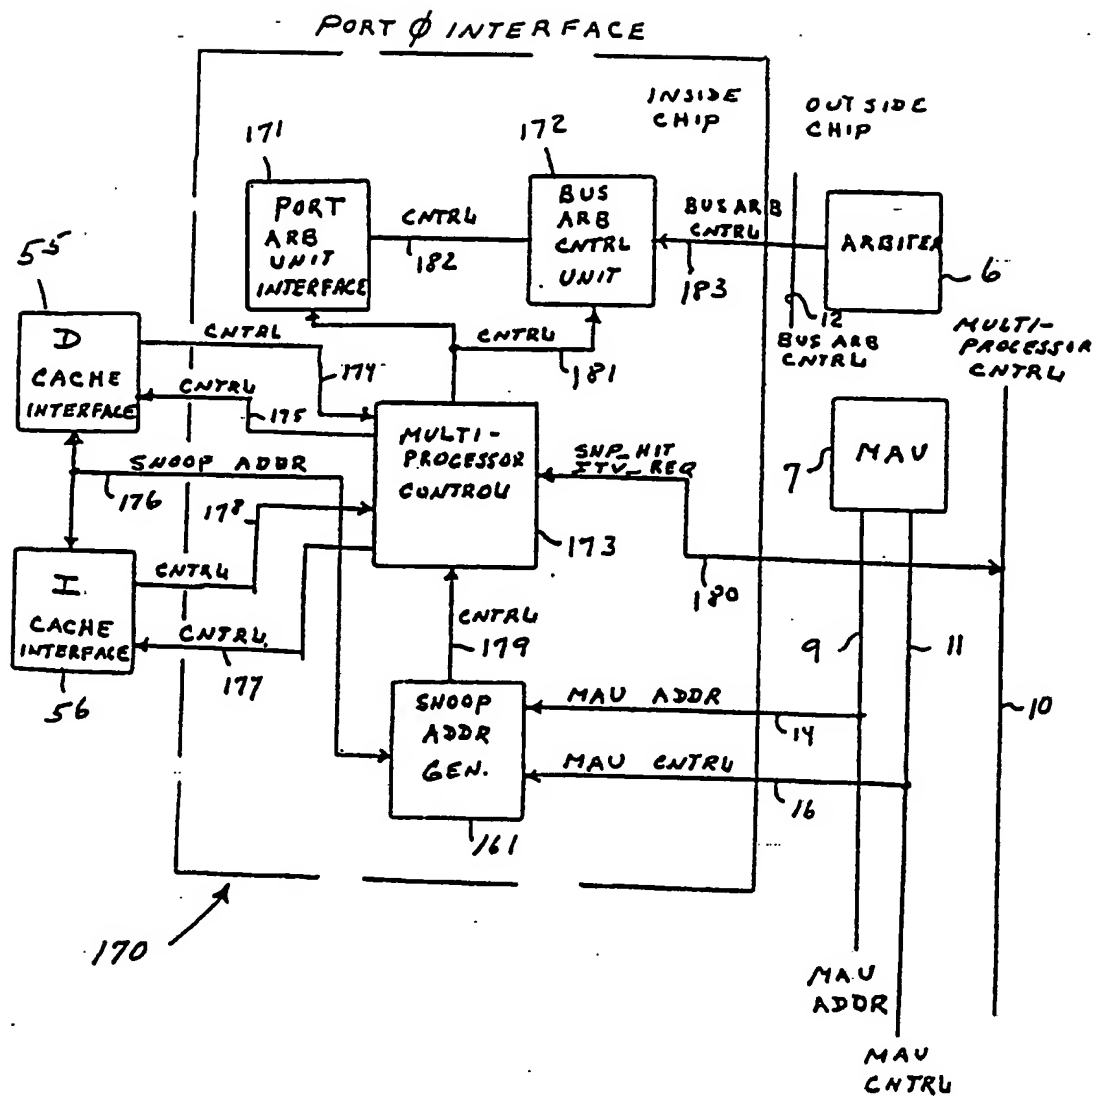 PORT Ø INTERFACE
INSIDE
CHIP
OUTSIDE
CHIP
171
172
PORT
ARB
UNIT
INTERFACE
CNTRL
182
BUS
ARB
CNTRL
UNIT
BUS ARB
CNTRL
183
ARBITER
6
12
BUS ARB
CNTRL
MULTI-
PROCESSOR
CNTRL
55
D
CACHE
INTERFACE
CNTRL
174
CNTRL
175
CNTRL
181
MULTI-
PROCESSOR
CONTROL
173
SNP_HIT
ITV_REQ
180
7
MAU
SNOOP ADDR
176
178
I
CACHE
INTERFACE
56
CNTRL
CNTRL
177
CNTRL
179
9
11
10
SNOOP
ADDR
GEN.
161
MAU ADDR
14
MAU CNTRL
16
170
MAU
ADDR
MAU
CNTRL